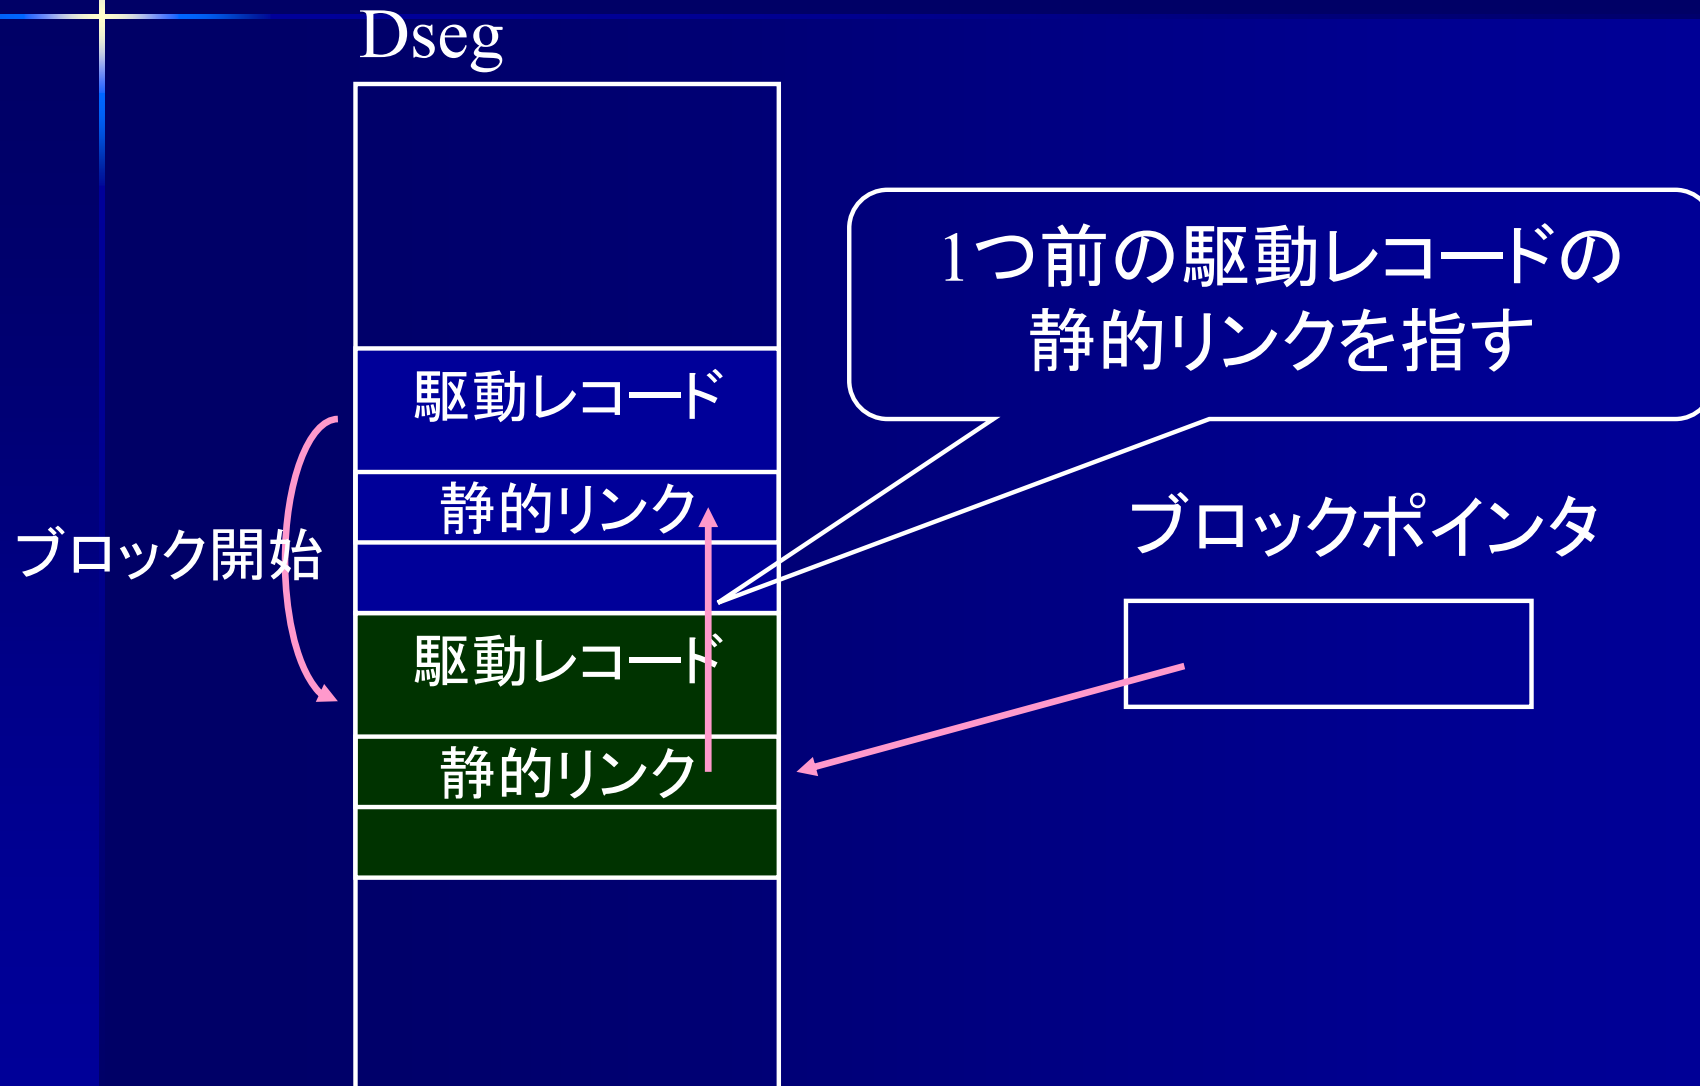 Dseg
1つ前の駆動レコードの
静的リンクを指す
駆動レコード
静的リンク
ブロック開始
ブロックポインタ
駆動レコード
静的リンク